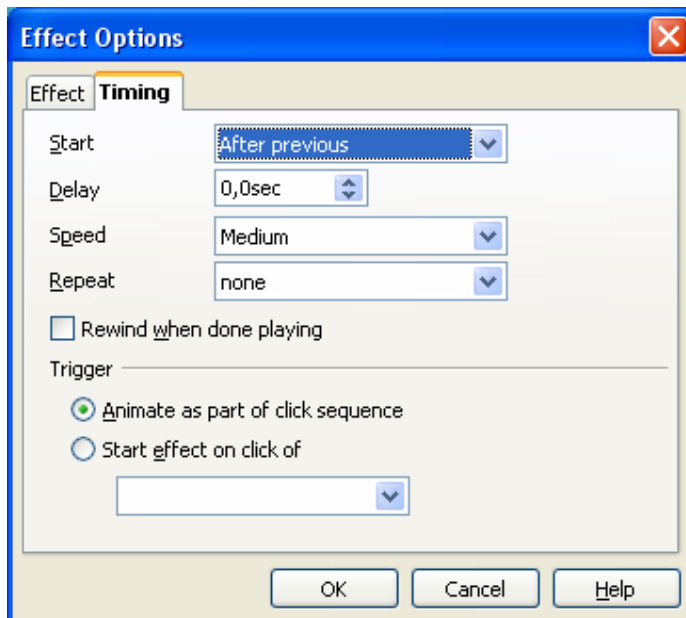 Effect Options
Effect Timing
Start After previous
Delay 0,0sec
Speed Medium
Repeat none
Rewind when done playing
Trigger
Animate as part of click sequence
Start effect on click of
OK Cancel Help